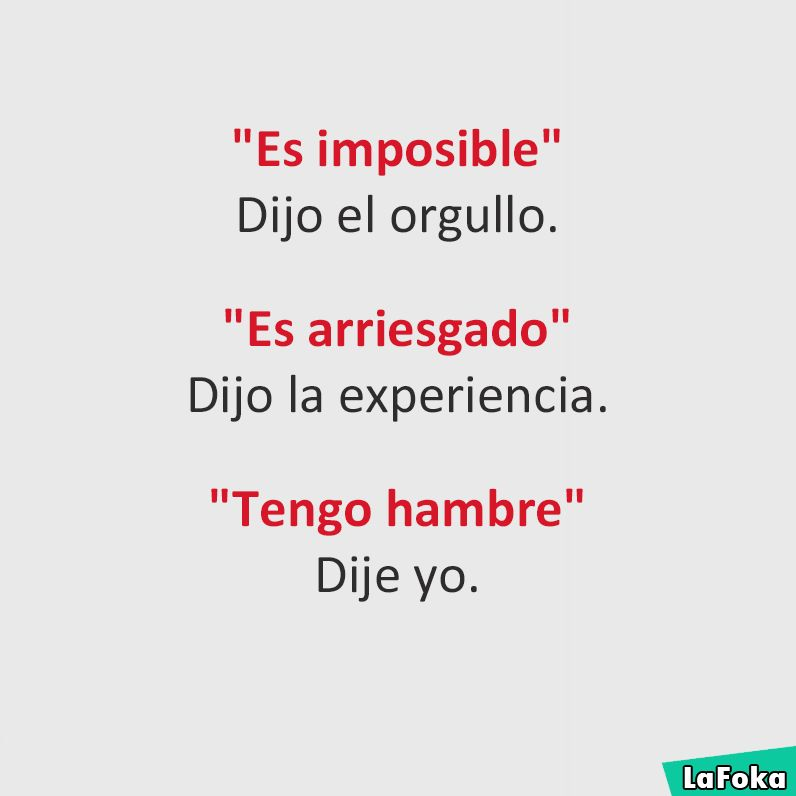 "Es imposible"
Dijo el orgullo.
"Es arriesgado"
Dijo la experiencia.
"Tengo hambre"
Dije yo.
LaFoka